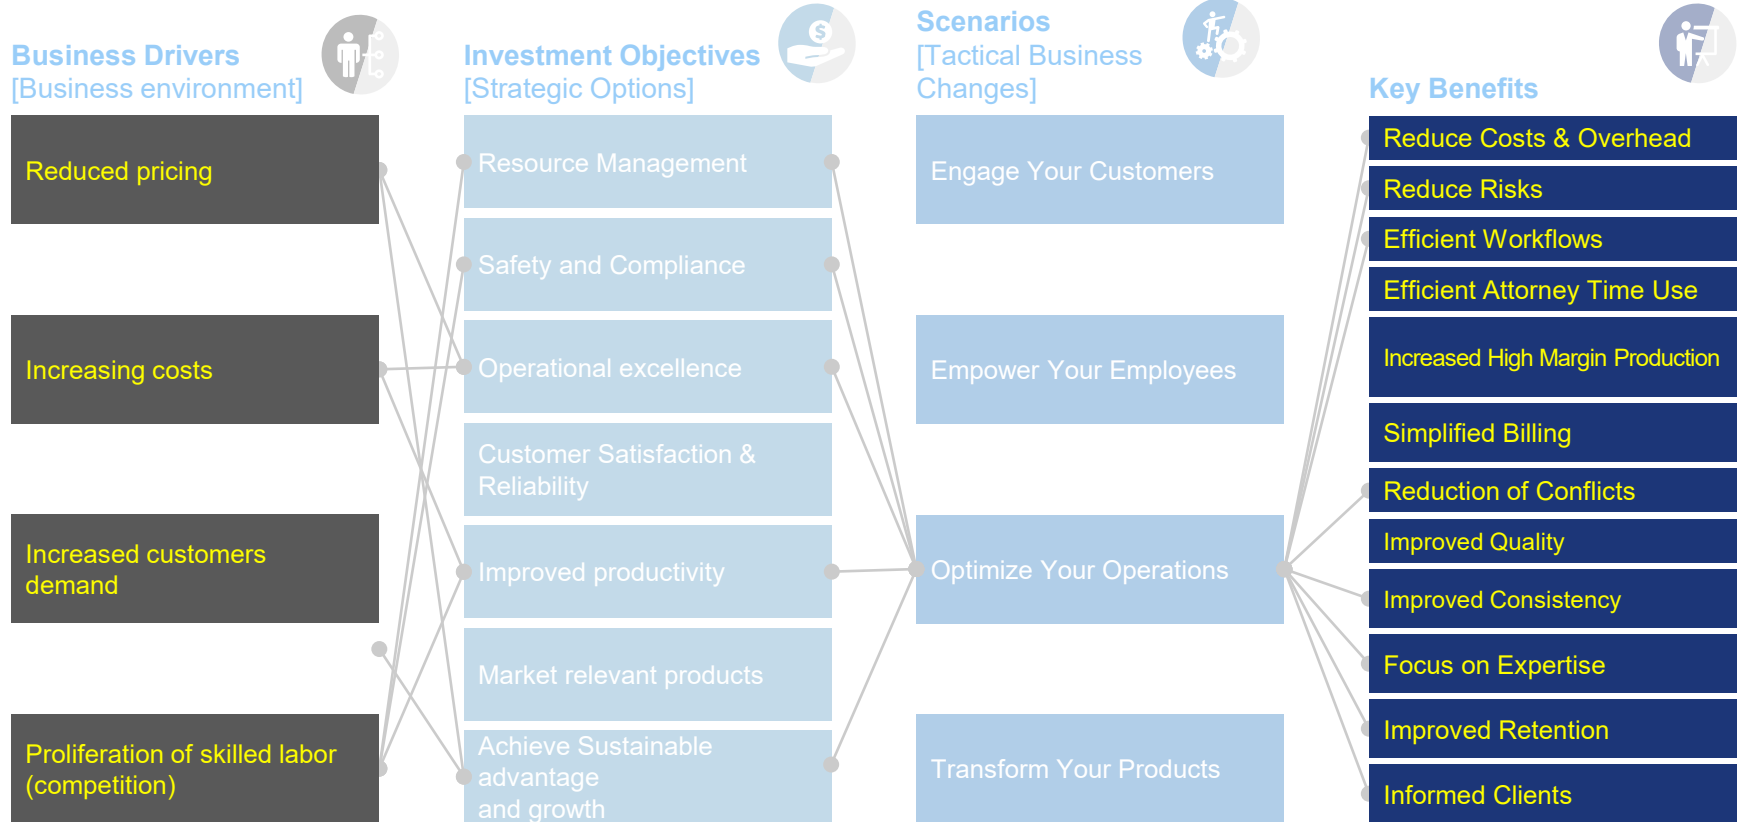 Business Drivers
[Business environment]
Reduced pricing
Increasing costs
Increased customers
demand
Proliferation of skilled labor
(competition)
Investment Objectives
[Strategic Options]
Resource Management
Safety and Compliance
Operational excellence
Customer Satisfaction &
Reliability
Improved productivity
Market relevant products
Achieve Sustainable
advantage
and growth
Scenarios
[Tactical Business
Changes]
Engage Your Customers
Empower Your Employees
Optimize Your Operations
Transform Your Products
Key Benefits
Reduce Costs & Overhead
Reduce Risks
Efficient Workflows
Efficient Attorney Time Use
Increased High Margin Production
Simplified Billing
Reduction of Conflicts
Improved Quality
Improved Consistency
Focus on Expertise
Improved Retention
Informed Clients
$